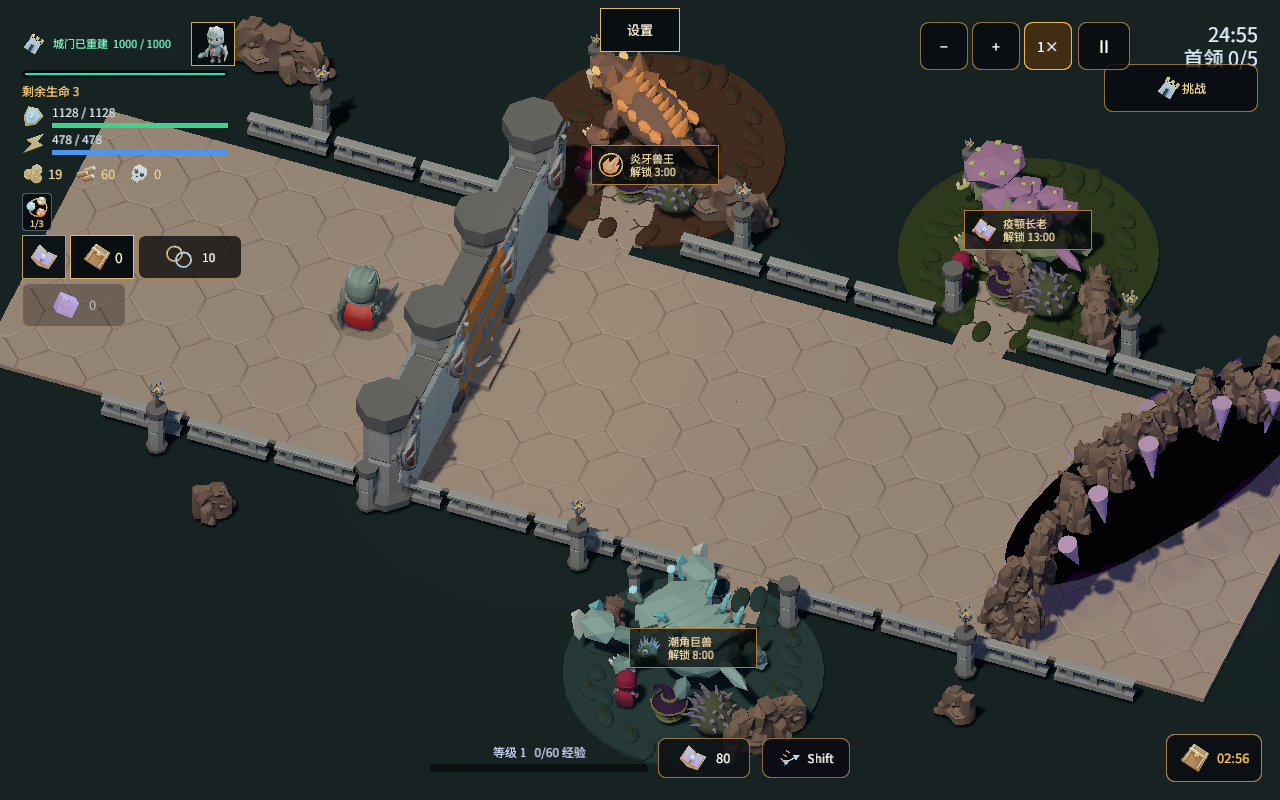 设置
城门已重建 1000 / 1000
剩余生命 3
1128 / 1128
478 / 478
19 60 0
1/3
0 10
0
− + 1× II
24:55
首领 0/5
挑战
炎牙兽王
解锁 3:00
疫颚长老
解锁 13:00
潮角巨兽
解锁 8:00
等级 1 0/60 经验
80
Shift
02:56